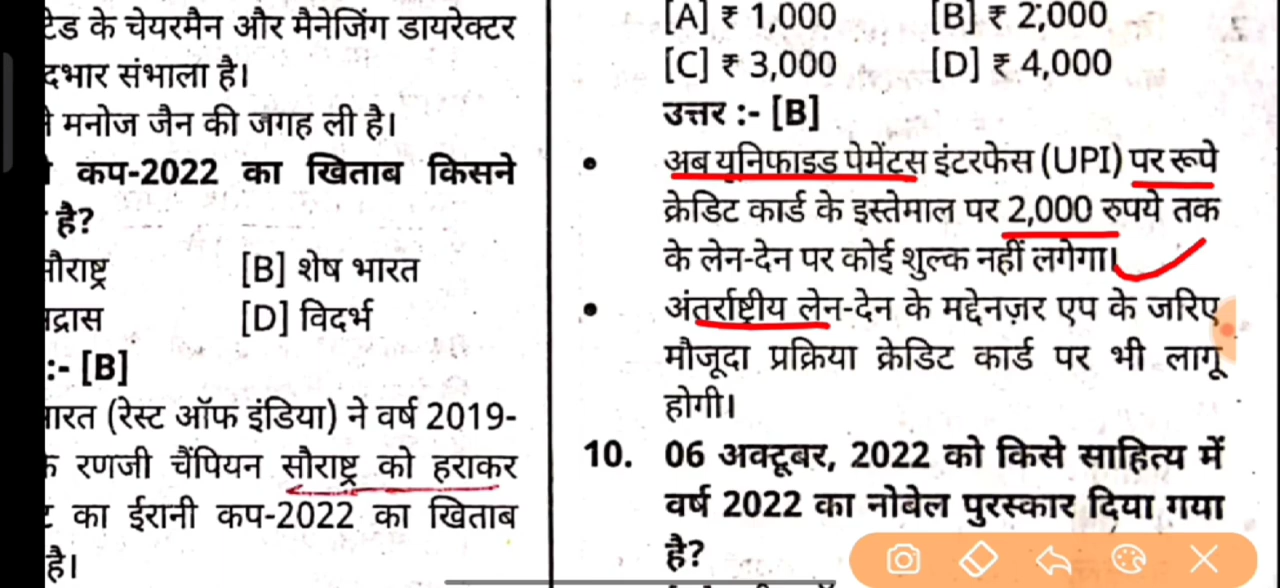 टेड के चेयरमैन और मैनेजिंग डायरेक्टर
दभार संभाला है।
मनोज जैन की जगह ली है।
कप-2022 का खिताब किसने
है?
[B] शेष भारत
[D] विदर्भ
:- [B]
(रेस्ट ऑफ इंडिया) ने वर्ष 2019-
रणजी चैंपियन सौराष्ट्र को हराकर
का ईरानी कप-2022 का खिताब
है।
[A] ₹ 1,000 [B] ₹ 2,000
[C] ₹ 3,000 [D] ₹ 4,000
उत्तर :- [B]
• अब यूनिफाइड पेमेंटस इंटरफेस (UPI) पर रूपे
क्रेडिट कार्ड के इस्तेमाल पर 2,000 रुपये तक
के लेन-देन पर कोई शुल्क नहीं लगेगा।
• अंतर्राष्ट्रीय लेन-देन के मद्देनज़र एप के जरिए
मौजूदा प्रक्रिया क्रेडिट कार्ड पर भी लागू
होगी।
10. 06 अक्टूबर, 2022 को किसे साहित्य में
वर्ष 2022 का नोबेल पुरस्कार दिया गया
है?